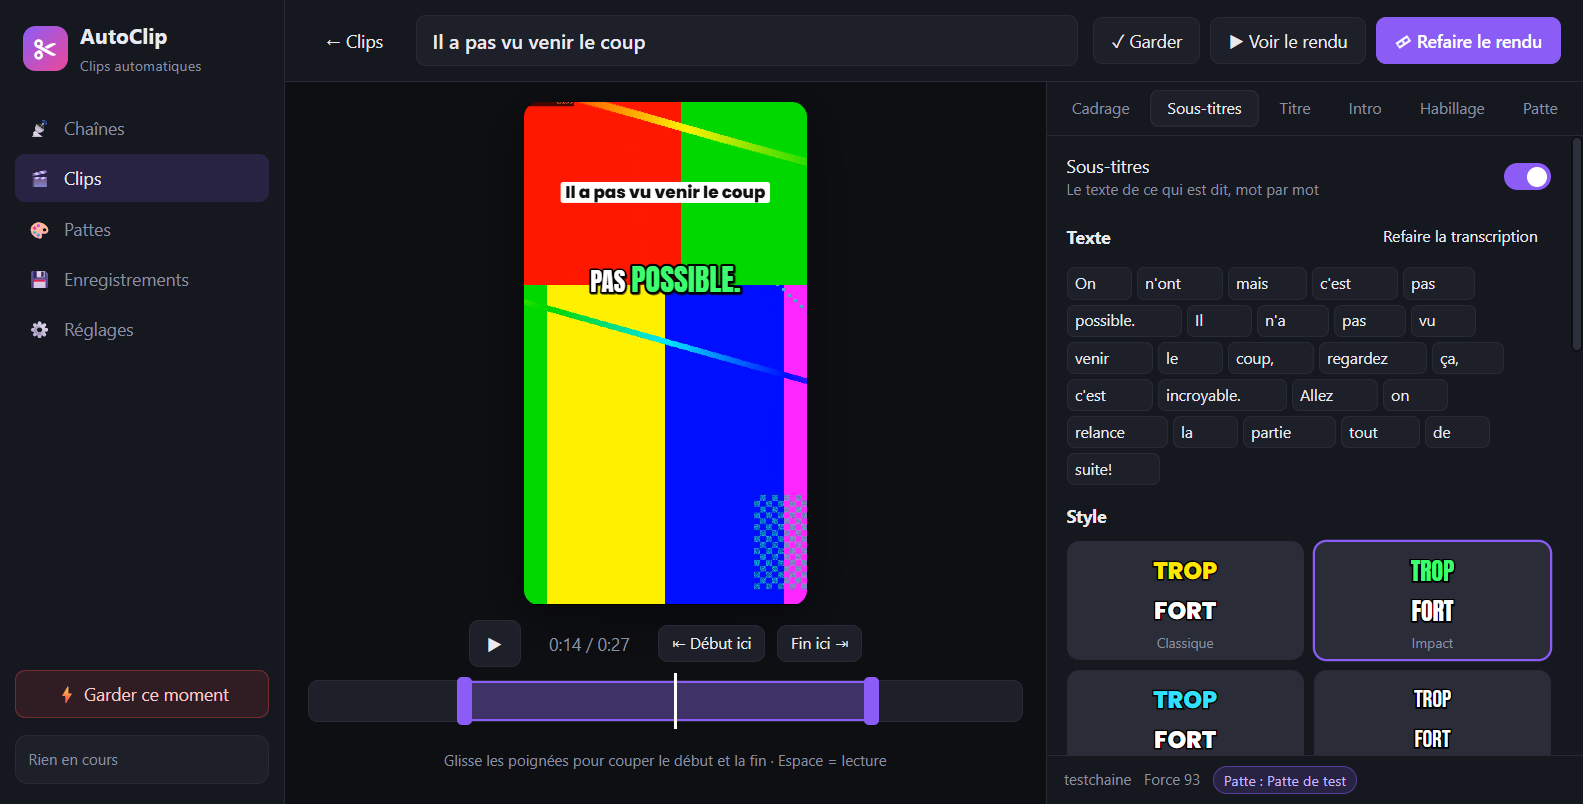 AutoClip
Clips automatiques
Chaînes
Clips
Pattes
Enregistrements
Réglages
Garder ce moment
Rien en cours
← Clips
Il a pas vu venir le coup
✓ Garder
▶ Voir le rendu
Refaire le rendu
Il a pas vu venir le coup
PAS POSSIBLE.
0:14 / 0:27
⇤ Début ici
Fin ici ⇥
Glisse les poignées pour couper le début et la fin · Espace = lecture
Cadrage Sous-titres Titre Intro Habillage Patte
Sous-titres
Le texte de ce qui est dit, mot par mot
Texte
Refaire la transcription
On n'ont mais c'est pas
possible. Il n'a pas vu
venir le coup, regardez ça,
c'est incroyable. Allez on
relance la partie tout de
suite!
Style
TROP
FORT
Classique
TROP
FORT
Impact
TROP
FORT
TROP
FORT
testchaine Force 93 Patte : Patte de test